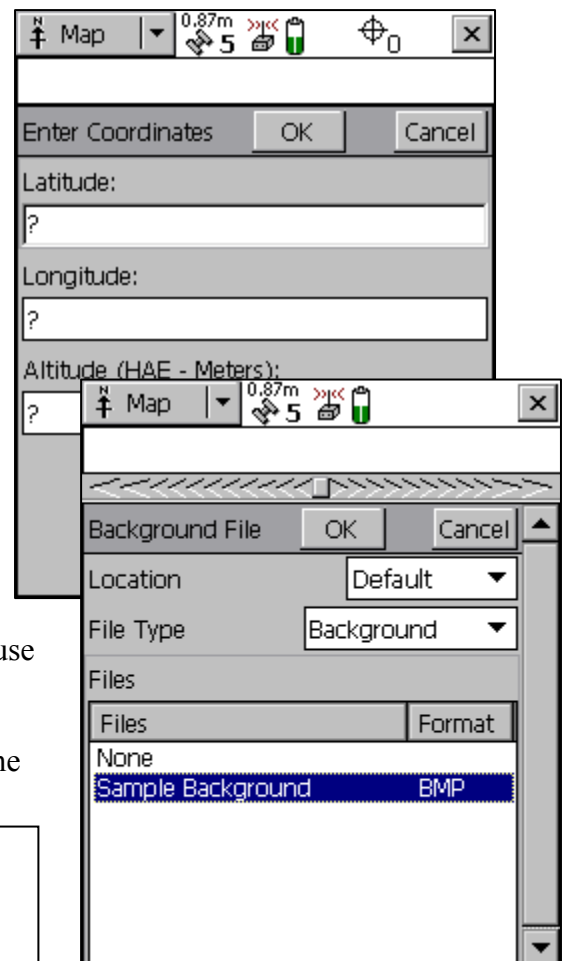 Map 0.87m 5 0
Enter Coordinates OK Cancel
Latitude:
?
Longitude:
?
Altitude (HAE - Meters):
?
Map 0.87m 5
Background File OK Cancel
Location Default
File Type Background
Files
Files Format
None
Sample Background BMP
use